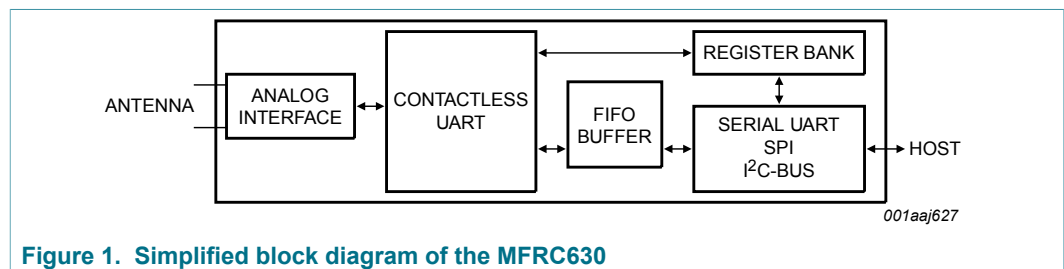 ANTENNA
ANALOG
INTERFACE
CONTACTLESS
UART
FIFO
BUFFER
REGISTER BANK
SERIAL UART
SPI
I²C-BUS
HOST
001aaj627
Figure 1. Simplified block diagram of the MFRC630